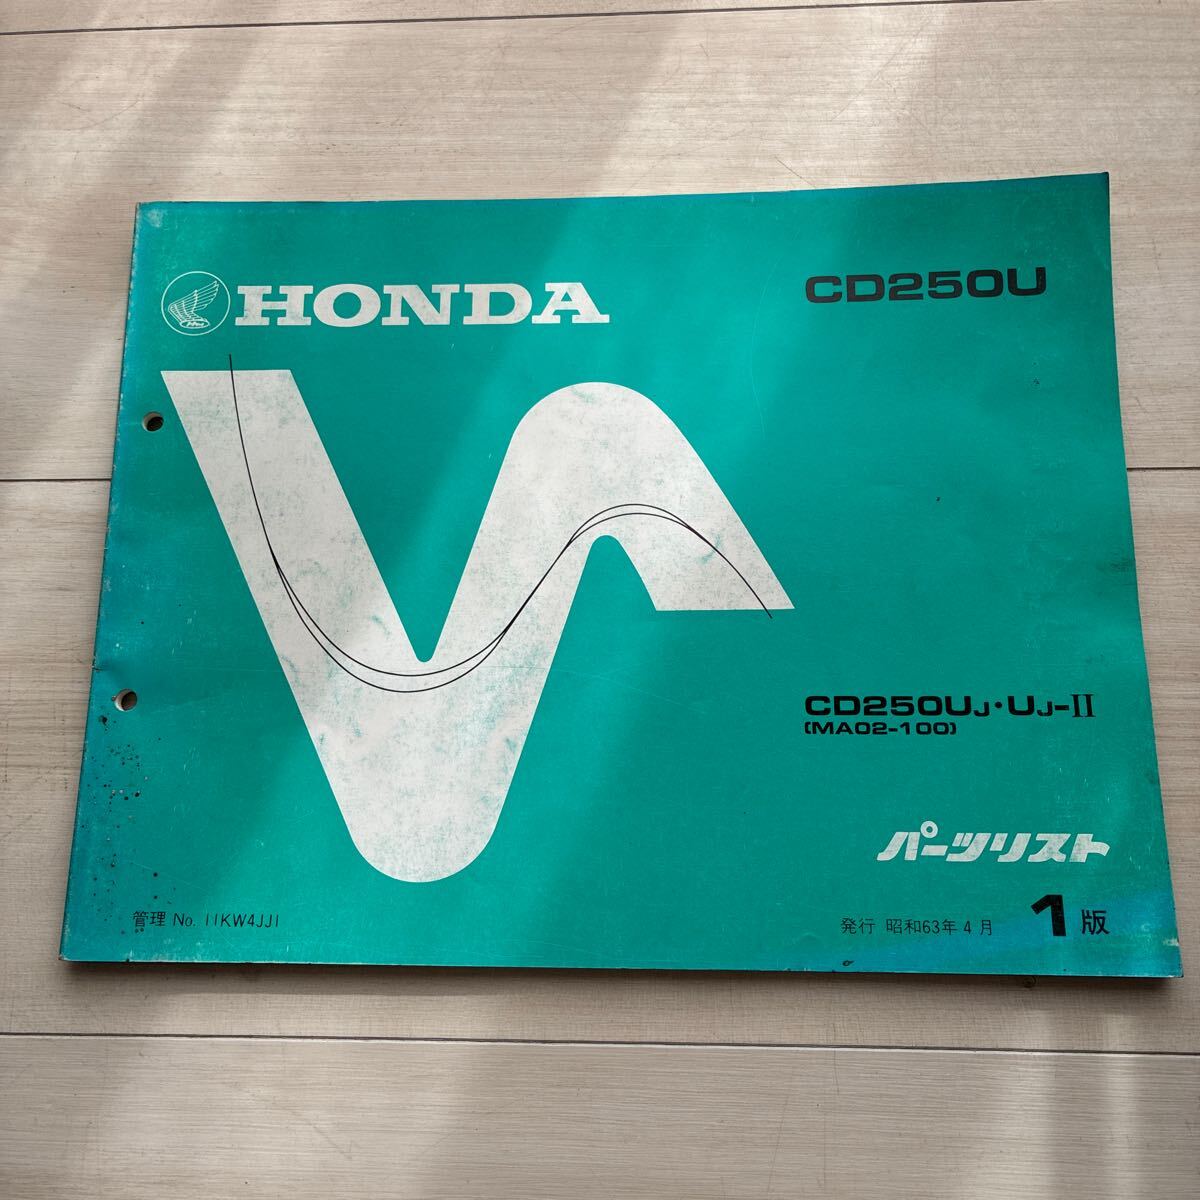 HONDA
CD250U
CD250UJ・UJ-II
(MA02-100)
パーツリスト
管理 No. 11KW4JJ1
発行 昭和63年4月 1版